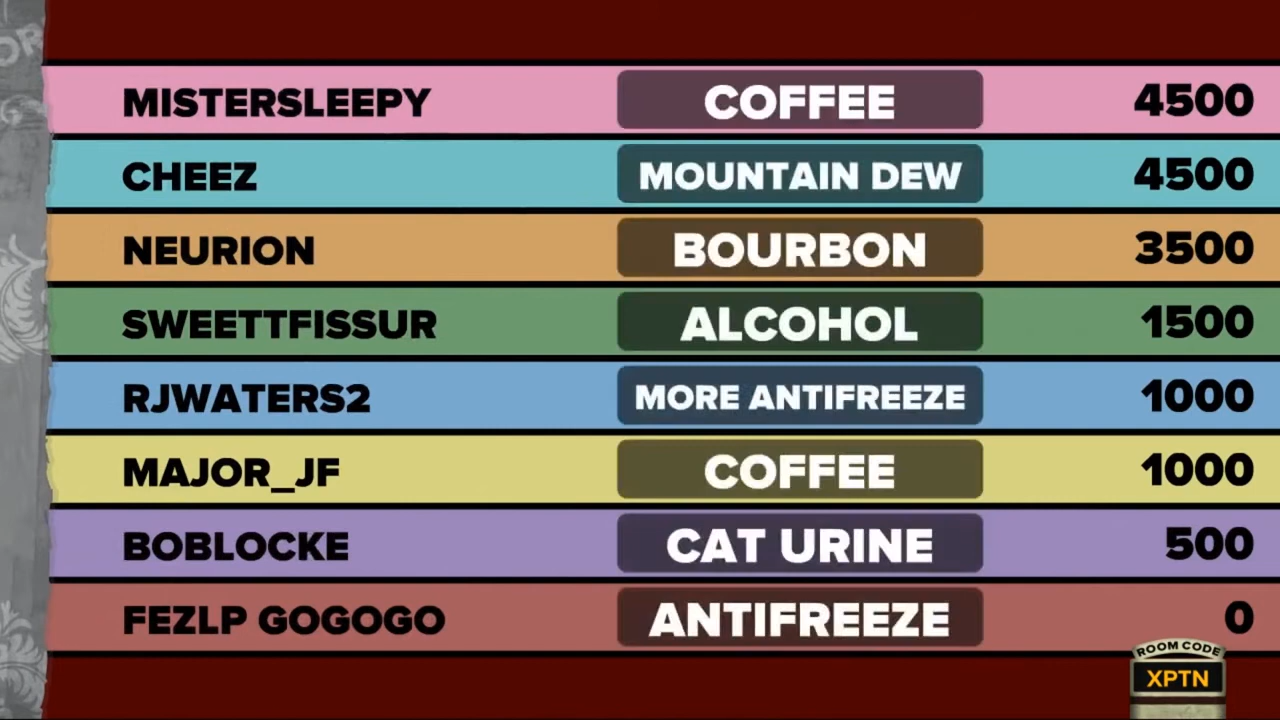 MISTERSLEEPY COFFEE 4500
CHEEZ MOUNTAIN DEW 4500
NEURION BOURBON 3500
SWEETTFISSUR ALCOHOL 1500
RJWATERS2 MORE ANTIFREEZE 1000
MAJOR_JF COFFEE 1000
BOBLOCKE CAT URINE 500
FEZLP GOGOGO ANTIFREEZE 0
ROOM CODE
XPTN